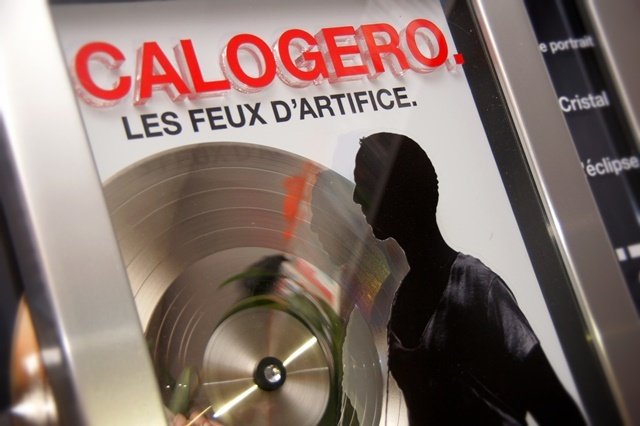 CALOGERO.
LES FEUX D'ARTIFICE.
e portrait
Cristal
'éclipse